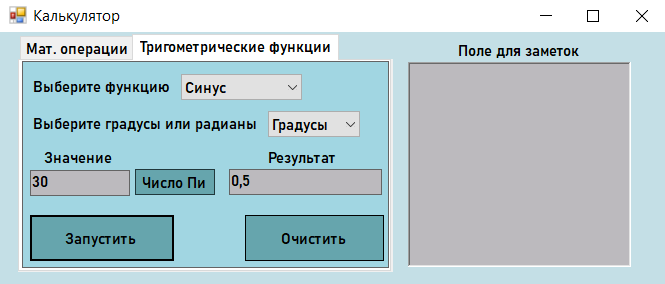 Калькулятор
Мат. операции Тригометрические функции
Поле для заметок
Выберите функцию Синус
Выберите градусы или радианы Градусы
Значение Результат
30 Число Пи 0,5
Запустить Очистить